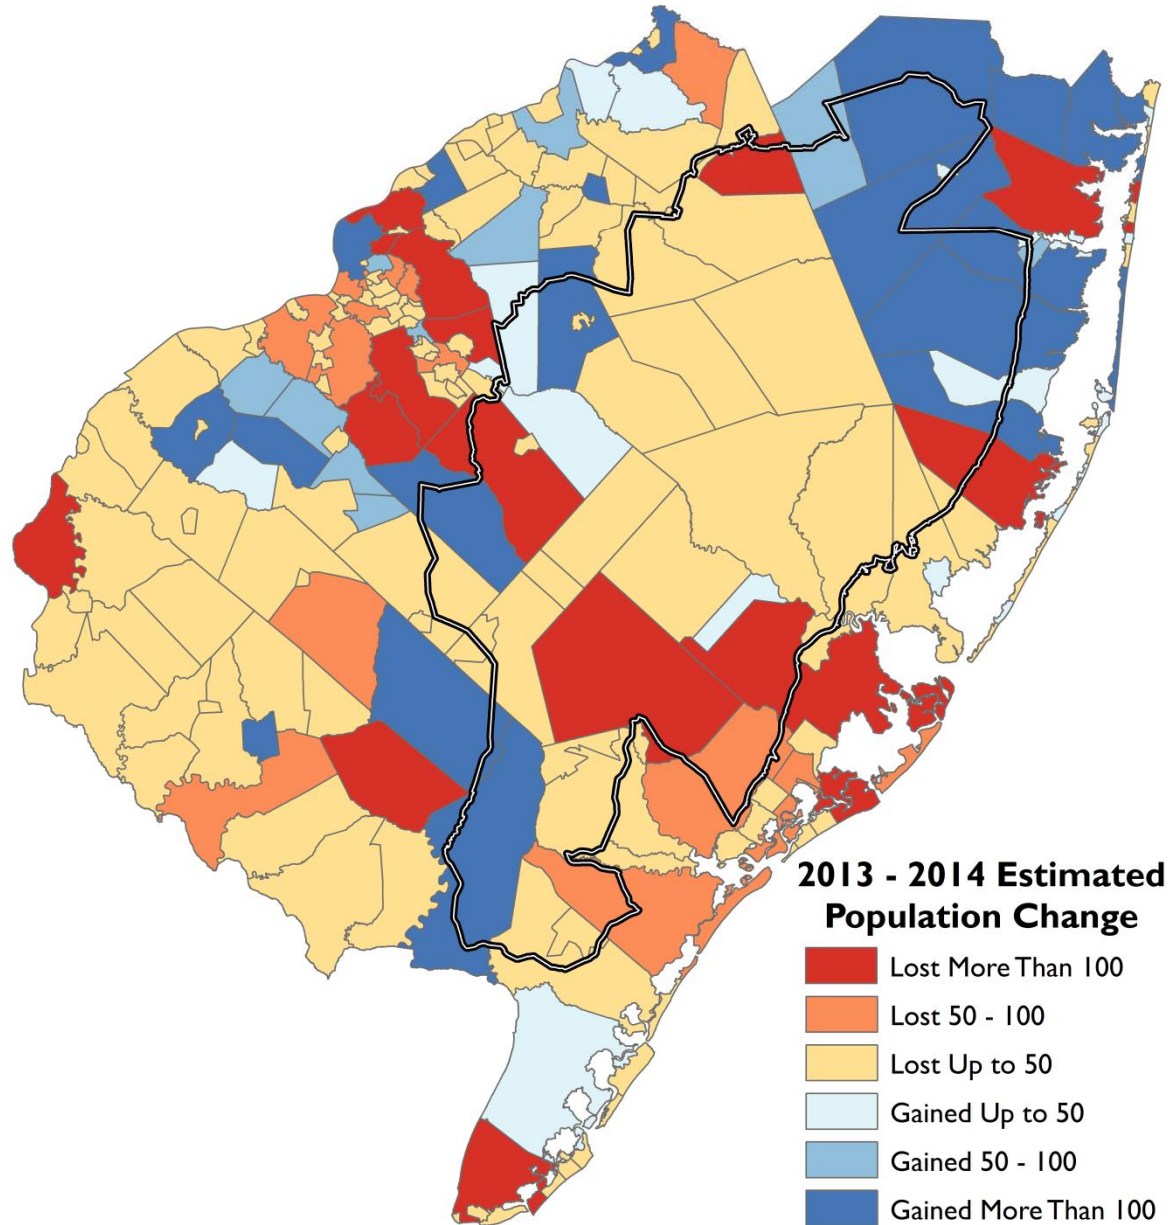 2013 - 2014 Estimated
Population Change
Lost More Than 100
Lost 50 - 100
Lost Up to 50
Gained Up to 50
Gained 50 - 100
Gained More Than 100